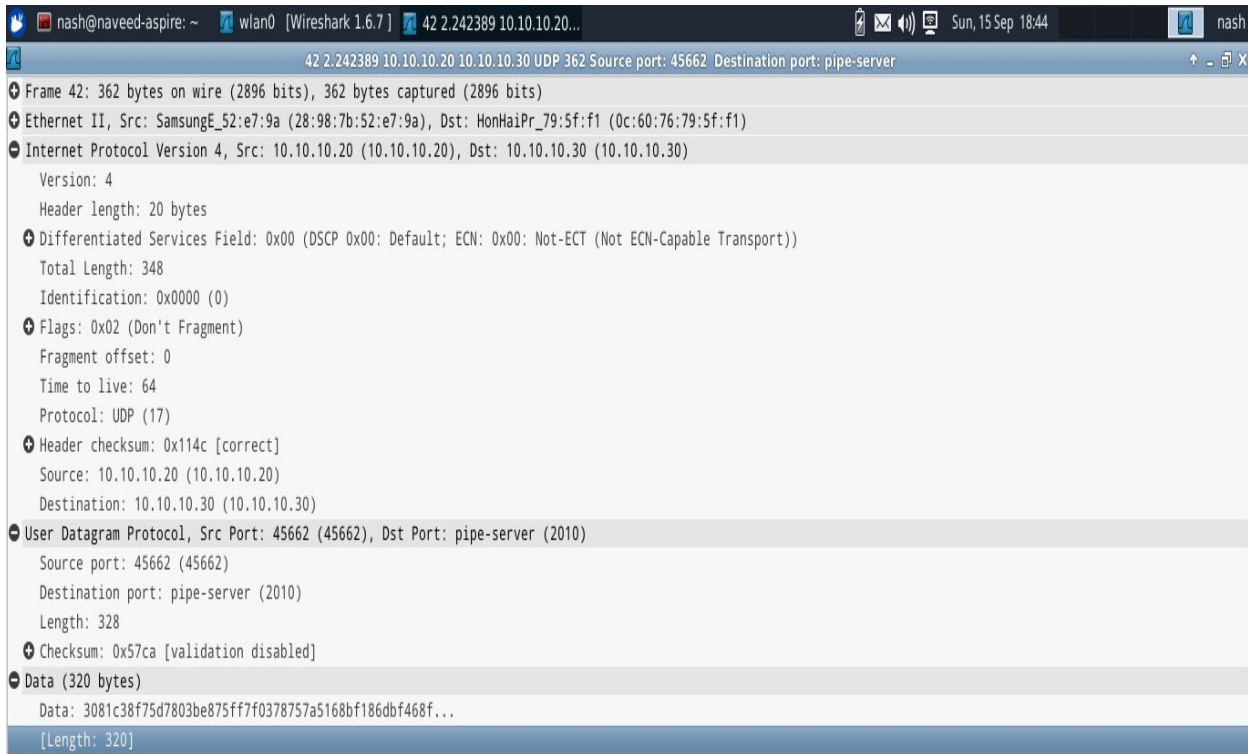 nash@naveed-aspire: ~ wlan0 [Wireshark 1.6.7 ] 42 2.242389 10.10.10.20... Sun, 15 Sep 18:44 nash
42 2.242389 10.10.10.20 10.10.10.30 UDP 362 Source port: 45662 Destination port: pipe-server
Frame 42: 362 bytes on wire (2896 bits), 362 bytes captured (2896 bits)
Ethernet II, Src: SamsungE_52:e7:9a (28:98:7b:52:e7:9a), Dst: HonHaiPr_79:5f:f1 (0c:60:76:79:5f:f1)
Internet Protocol Version 4, Src: 10.10.10.20 (10.10.10.20), Dst: 10.10.10.30 (10.10.10.30)
Version: 4
Header length: 20 bytes
Differentiated Services Field: 0x00 (DSCP 0x00: Default; ECN: 0x00: Not-ECT (Not ECN-Capable Transport))
Total Length: 348
Identification: 0x0000 (0)
Flags: 0x02 (Don't Fragment)
Fragment offset: 0
Time to live: 64
Protocol: UDP (17)
Header checksum: 0x114c [correct]
Source: 10.10.10.20 (10.10.10.20)
Destination: 10.10.10.30 (10.10.10.30)
User Datagram Protocol, Src Port: 45662 (45662), Dst Port: pipe-server (2010)
Source port: 45662 (45662)
Destination port: pipe-server (2010)
Length: 328
Checksum: 0x57ca [validation disabled]
Data (320 bytes)
Data: 3081c38f75d7803be875ff7f0378757a5168bf186dbf468f...
[Length: 320]